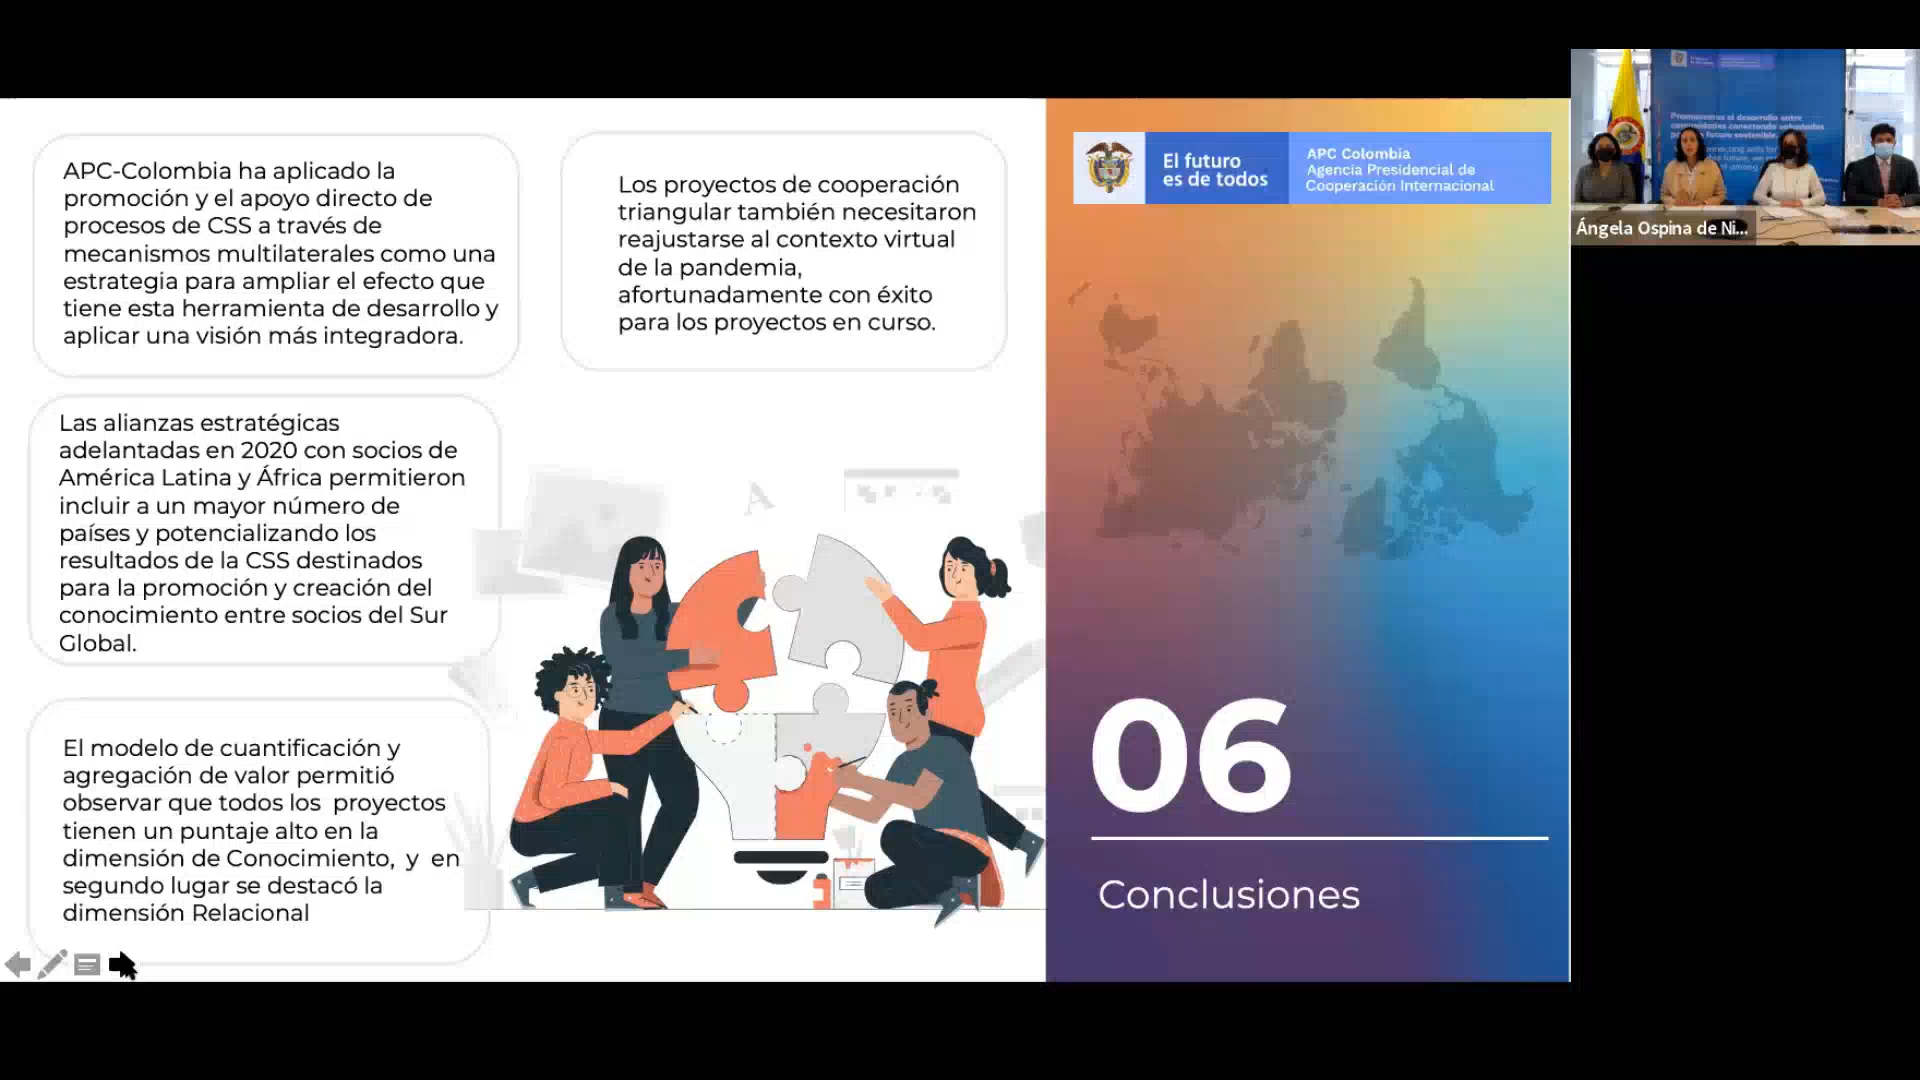 APC-Colombia ha aplicado la
promoción y el apoyo directo de
procesos de CSS a través de
mecanismos multilaterales como una
estrategia para ampliar el efecto que
tiene esta herramienta de desarrollo y
aplicar una visión más integradora.
Los proyectos de cooperación
triangular también necesitaron
reajustarse al contexto virtual
de la pandemia,
afortunadamente con éxito
para los proyectos en curso.
Las alianzas estratégicas
adelantadas en 2020 con socios de
América Latina y África permitieron
incluir a un mayor número de
países y potencializando los
resultados de la CSS destinados
para la promoción y creación del
conocimiento entre socios del Sur
Global.
El modelo de cuantificación y
agregación de valor permitió
observar que todos los proyectos
tienen un puntaje alto en la
dimensión de Conocimiento, y en
segundo lugar se destacó la
dimensión Relacional
A
El futuro
es de todos
APC Colombia
Agencia Presidencial de
Cooperación Internacional
06
Conclusiones
Promovemos el desarrollo entre
Ángela Ospina de Ni...